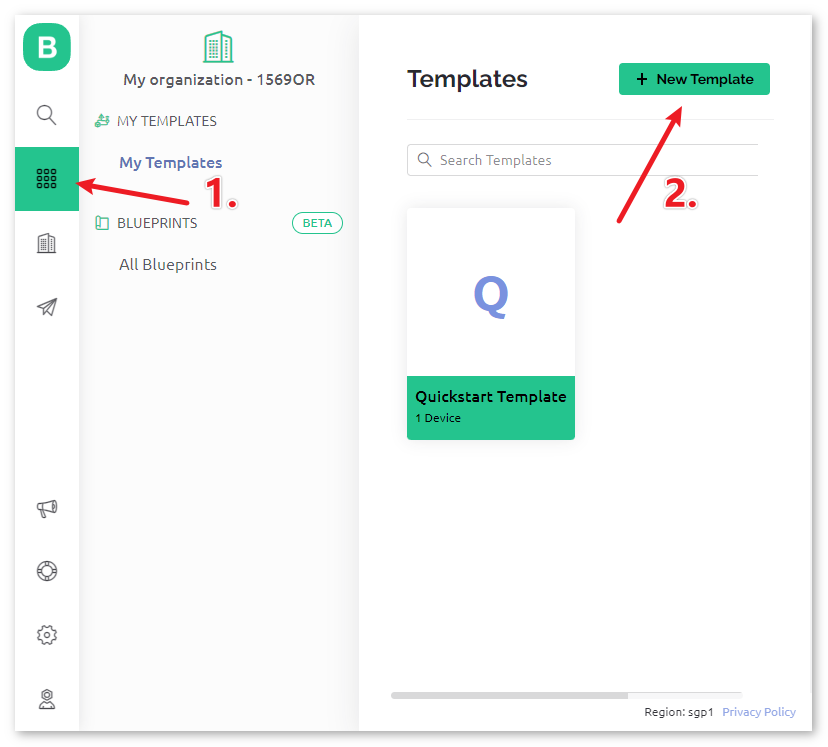 B
My organization - 1569OR
MY TEMPLATES
My Templates
BLUEPRINTS BETA
All Blueprints
1.
Templates
+ New Template
2.
Search Templates
Q
Quickstart Template
1 Device
Region: sgp1 Privacy Policy